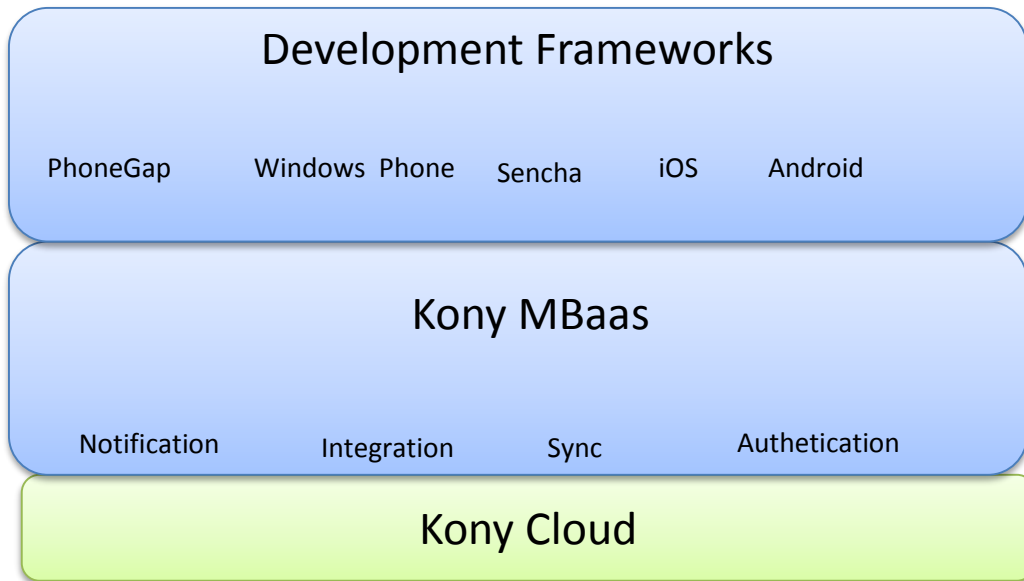 Development Frameworks
PhoneGap Windows Phone Sencha iOS Android
Kony MBaas
Notification Integration Sync Authetication
Kony Cloud